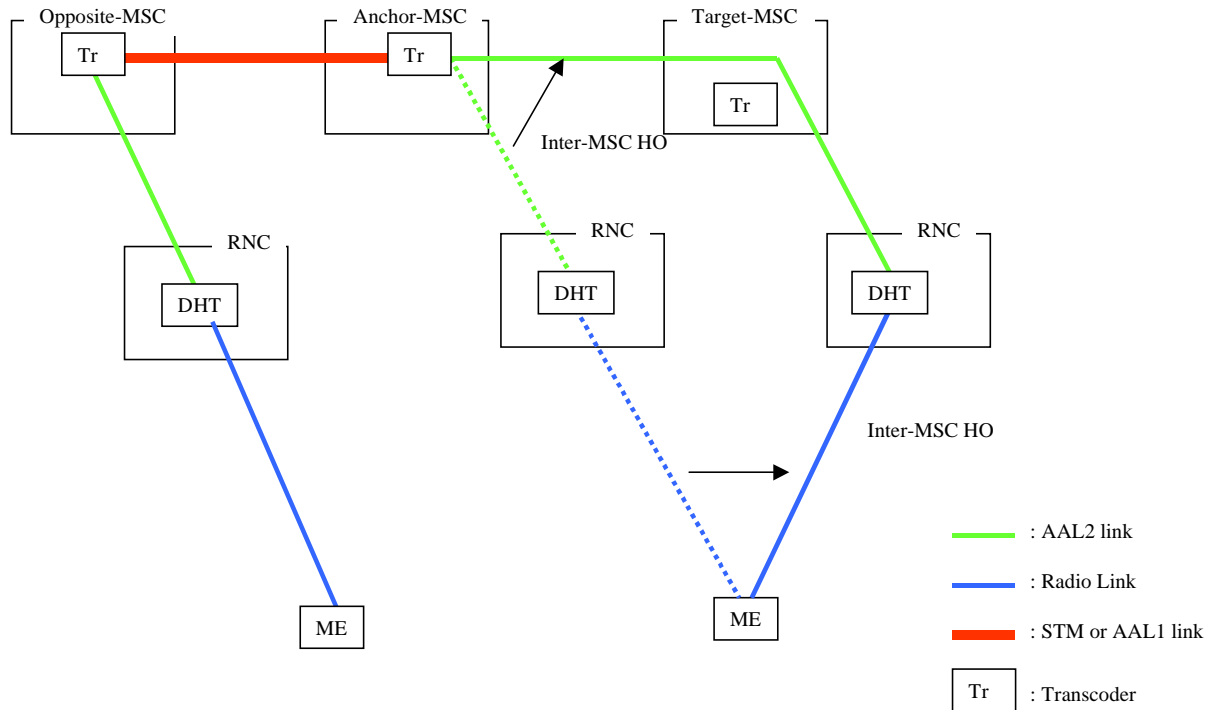 Opposite-MSC
Anchor-MSC
Target-MSC
Tr
Tr
Tr
Inter-MSC HO
RNC
RNC
RNC
DHT
DHT
DHT
Inter-MSC HO
ME
ME
: AAL2 link
: Radio Link
: STM or AAL1 link
Tr : Transcoder